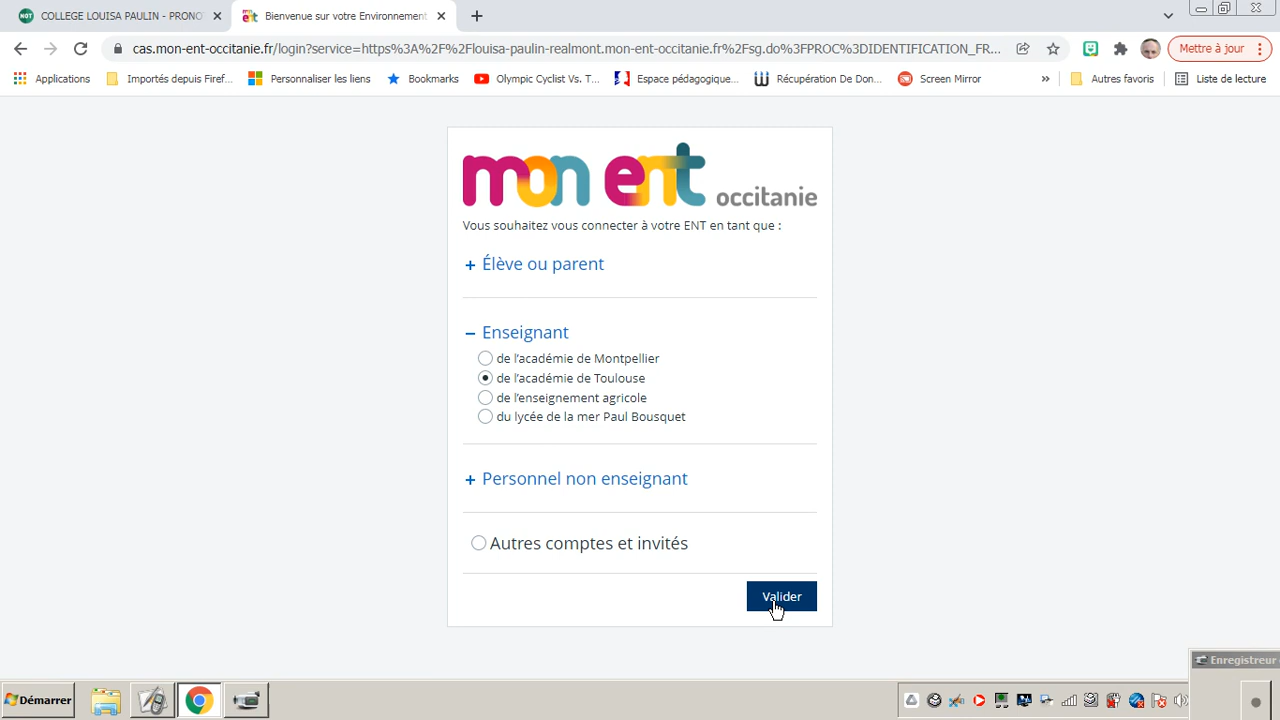 COLLEGE LOUISA PAULIN - PRONO
Bienvenue sur votre Environnement
cas.mon-ent-occitanie.fr/login?service=https%3A%2F%2Flouisa-paulin-realmont.mon-ent-occitanie.fr%2Fsg.do%3FPROC%3DIDENTIFICATION_FR...
Mettre à jour
Applications
Importés depuis Firef...
Personnaliser les liens
Bookmarks
Olympic Cyclist Vs. T...
Espace pédagogique...
Récupération De Don...
Screen Mirror
»
Autres favoris
Liste de lecture
mon ent occitanie
Vous souhaitez vous connecter à votre ENT en tant que :
+ Élève ou parent
− Enseignant
de l'académie de Montpellier
de l'académie de Toulouse
de l'enseignement agricole
du lycée de la mer Paul Bousquet
+ Personnel non enseignant
Autres comptes et invités
Valider
Enregistreur
Démarrer